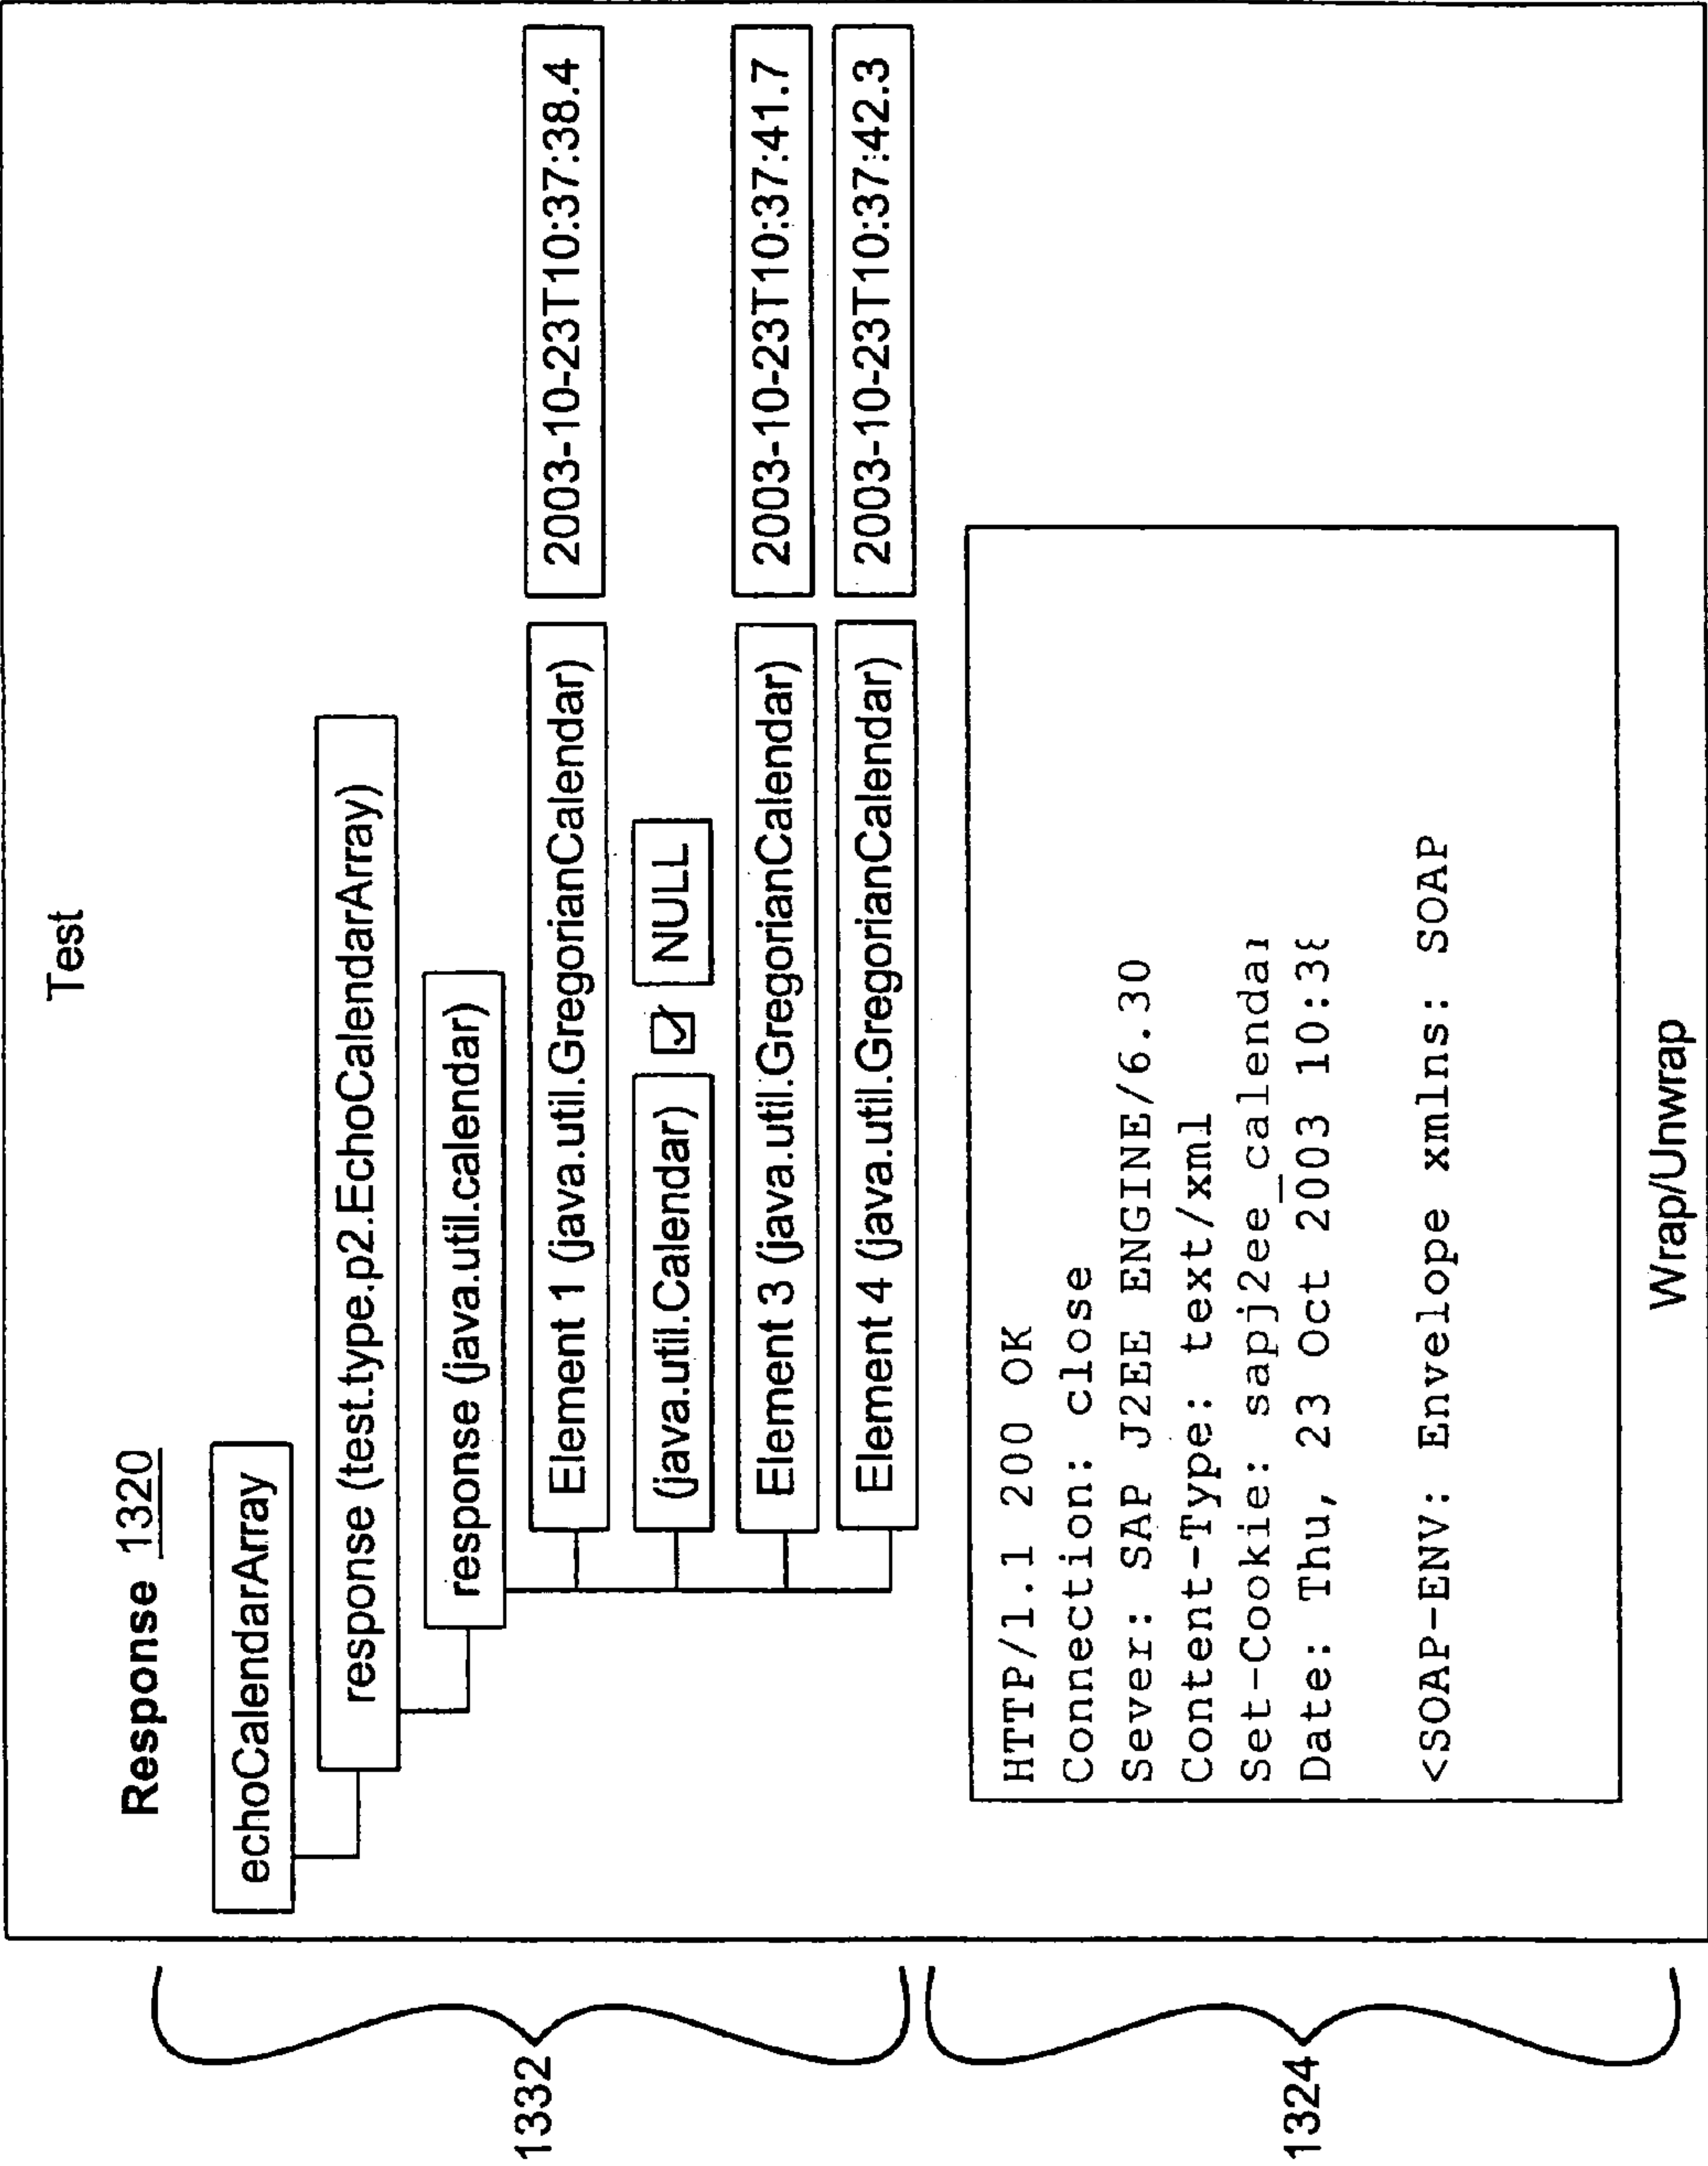 Test
Response 1320
echoCalendarArray
response (test.type.p2.EchoCalendarArray)
response (java.util.calendar)
Element 1 (java.util.GregorianCalendar) 2003-10-23T10:37:38.4
(java.util.Calendar) NULL
Element 3 (java.util.GregorianCalendar) 2003-10-23T10:37:41.7
Element 4 (java.util.GregorianCalendar) 2003-10-23T10:37:42.3
1332
HTTP/1.1 200 OK
Connection: close
Sever: SAP J2EE ENGINE/6.30
Content-Type: text/xml
Set-Cookie: sapj2ee_calendar
Date: Thu, 23 Oct 2003 10:38
<SOAP-ENV: Envelope xmlns: SOAP
1324
Wrap/Unwrap